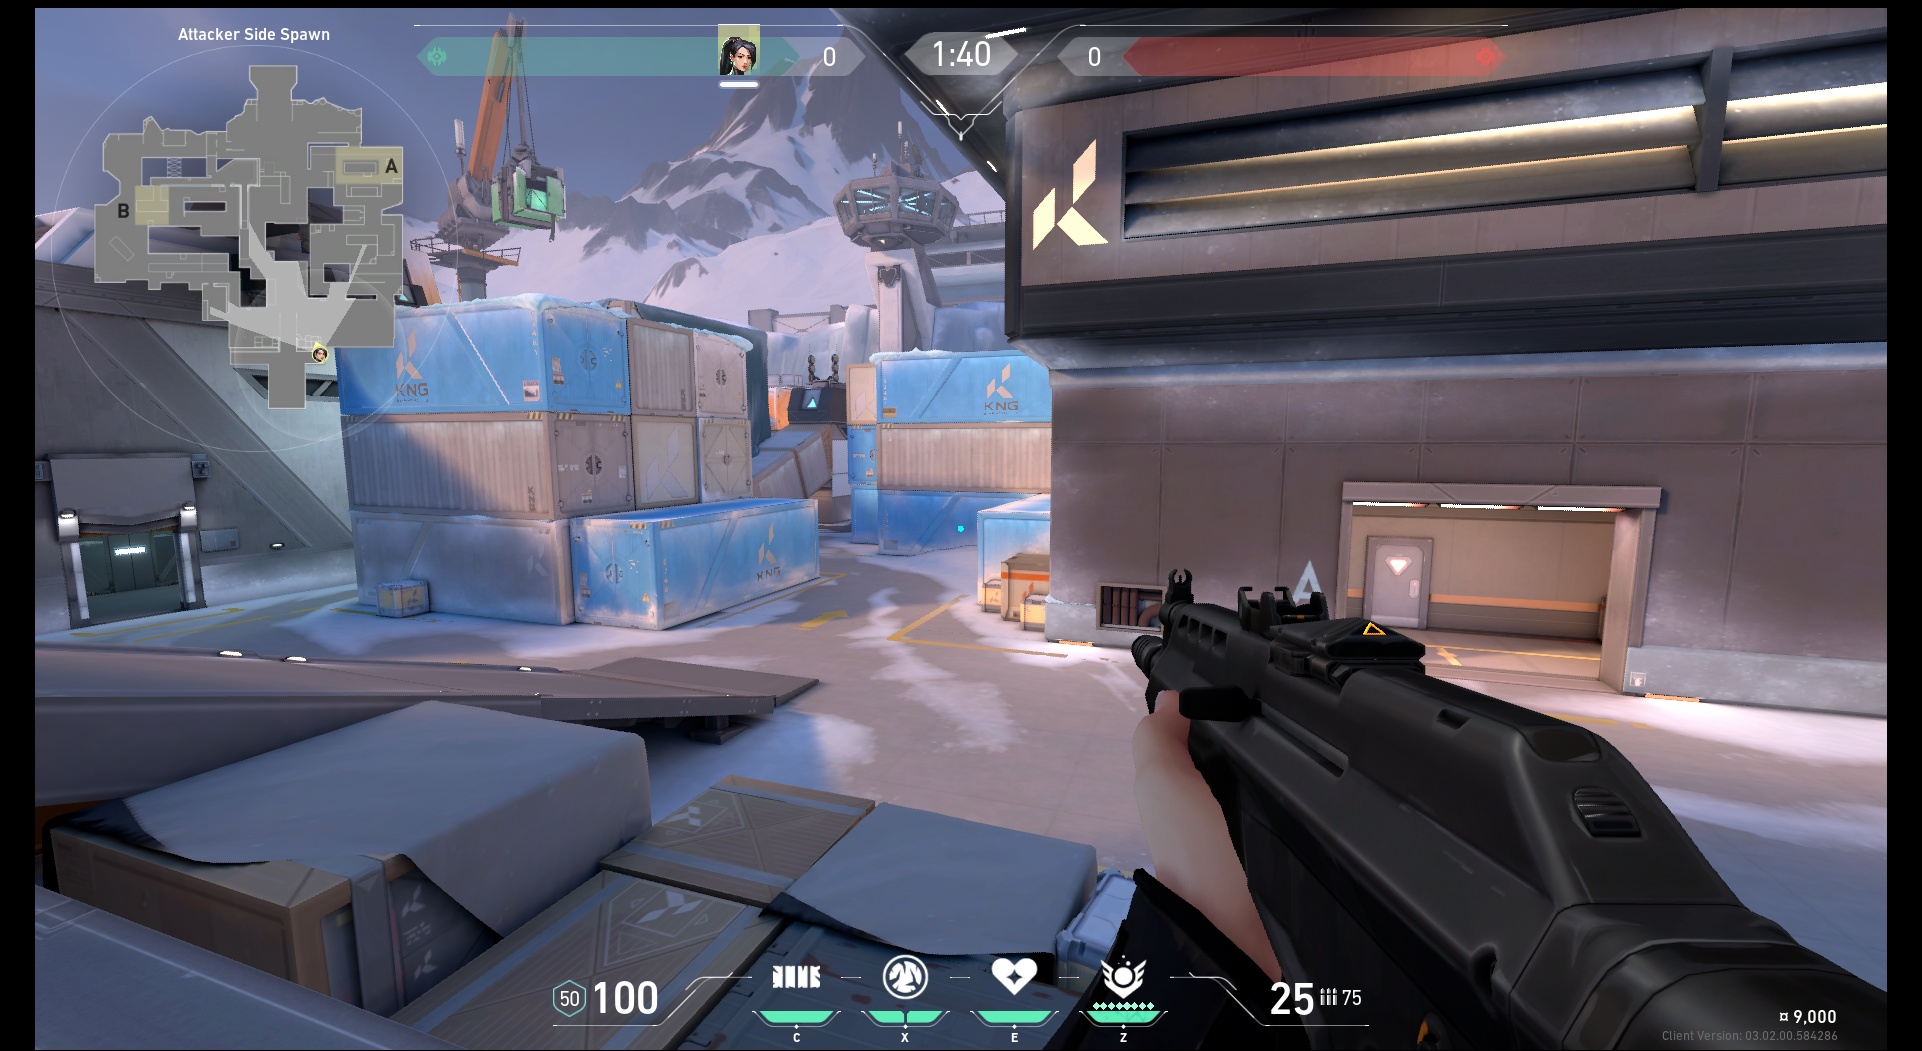 Attacker Side Spawn
0
1:40
0
A
B
KNG
KNG
KNG
A
50
100
25
75
C
X
E
Z
¤ 9,000
Client Version: 03.02.00.584286